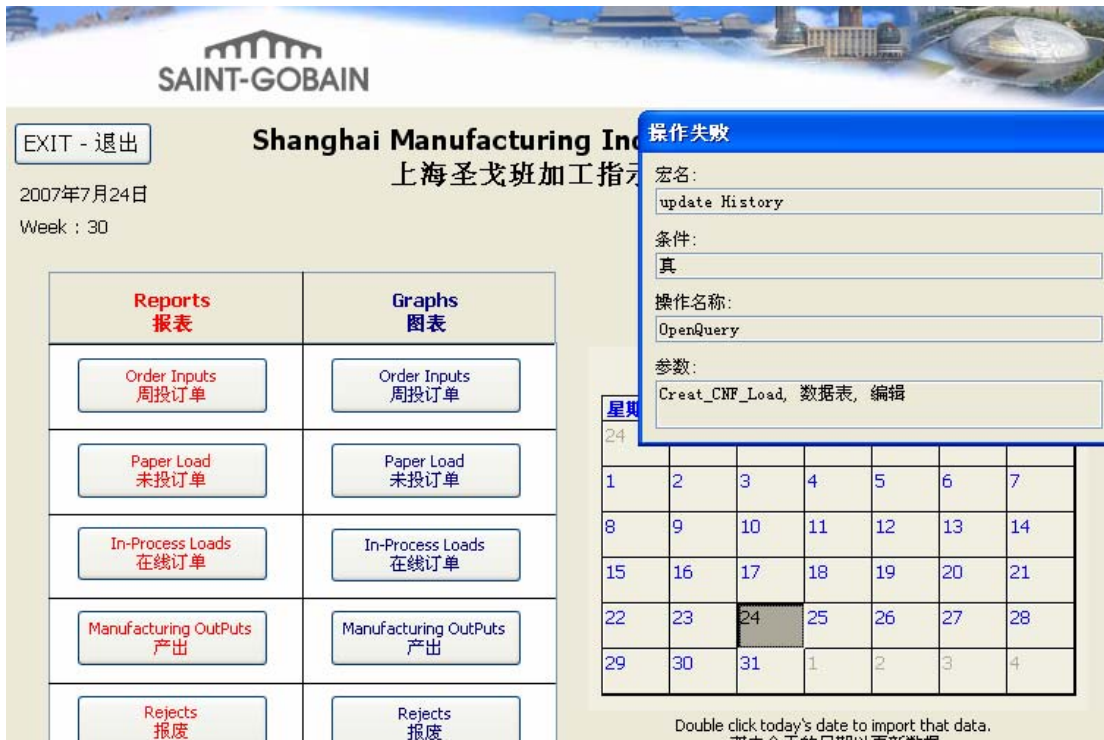 SAINT-GOBAIN
EXIT - 退出
Shanghai Manufacturing
上海圣戈班加工指
2007年7月24日
Week : 30
操作失败
宏名:
update History
条件:
真
操作名称:
OpenQuery
参数:
Creat_CNF_Load, 数据表, 编辑
Reports
报表
Graphs
图表
Order Inputs
周投订单
Order Inputs
周投订单
Paper Load
未投订单
Paper Load
未投订单
In-Process Loads
在线订单
In-Process Loads
在线订单
Manufacturing OutPuts
产出
Manufacturing OutPuts
产出
Rejects
报废
Rejects
报废
星期
24
1 2 3 4 5 6 7
8 9 10 11 12 13 14
15 16 17 18 19 20 21
22 23 24 25 26 27 28
29 30 31 1 2 3 4
Double click today's date to import that data.